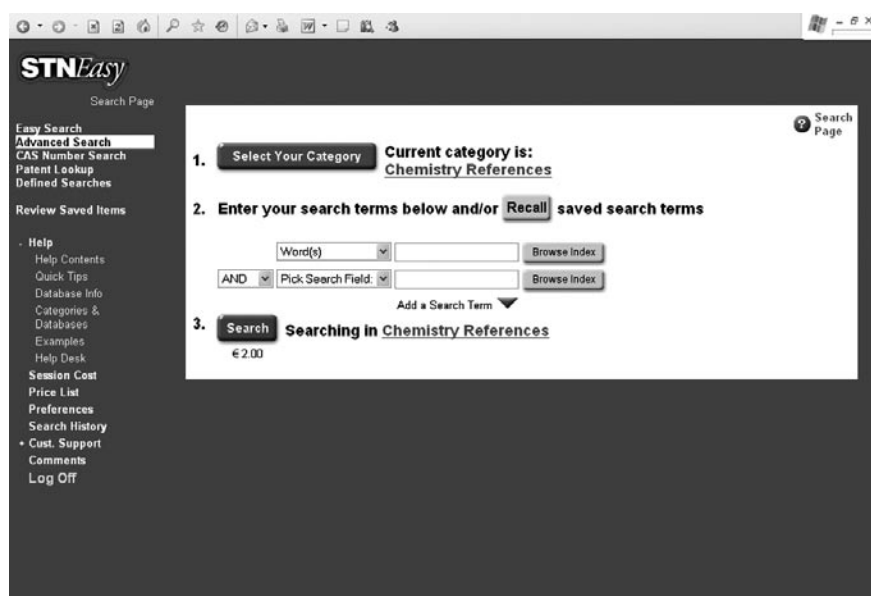 STNEasy
Search Page
Easy Search
Advanced Search
CAS Number Search
Patent Lookup
Defined Searches
Review Saved Items
- Help
Help Contents
Quick Tips
Database Info
Categories &
Databases
Examples
Help Desk
Session Cost
Price List
Preferences
Search History
+ Cust. Support
Comments
Log Off
? Search
Page
1. Select Your Category Current category is:
Chemistry References
2. Enter your search terms below and/or Recall saved search terms
Word(s) Browse Index
AND Pick Search Field: Browse Index
Add a Search Term
3. Search Searching in Chemistry References
€2.00